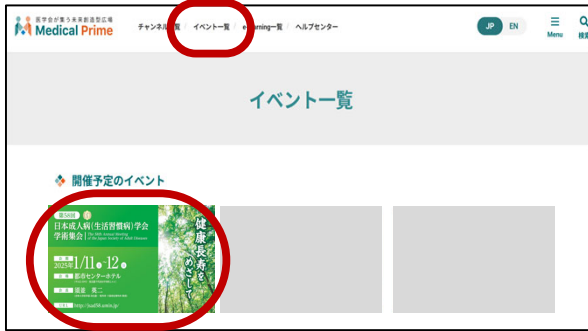 医学会が集う未来創造型広場
Medical Prime
チャンネル一覧 / イベント一覧 / e-learning一覧 / ヘルプセンター
JP EN
Menu
検索
イベント一覧
開催予定のイベント
第58回
日本成人病(生活習慣病)学会
学術集会
The 58th Annual Meeting
of the Japan Society of Adult Diseases
2025年1/11土・12日
都市センターホテル
http://jsad58.umin.jp/
健康長寿を
めざして